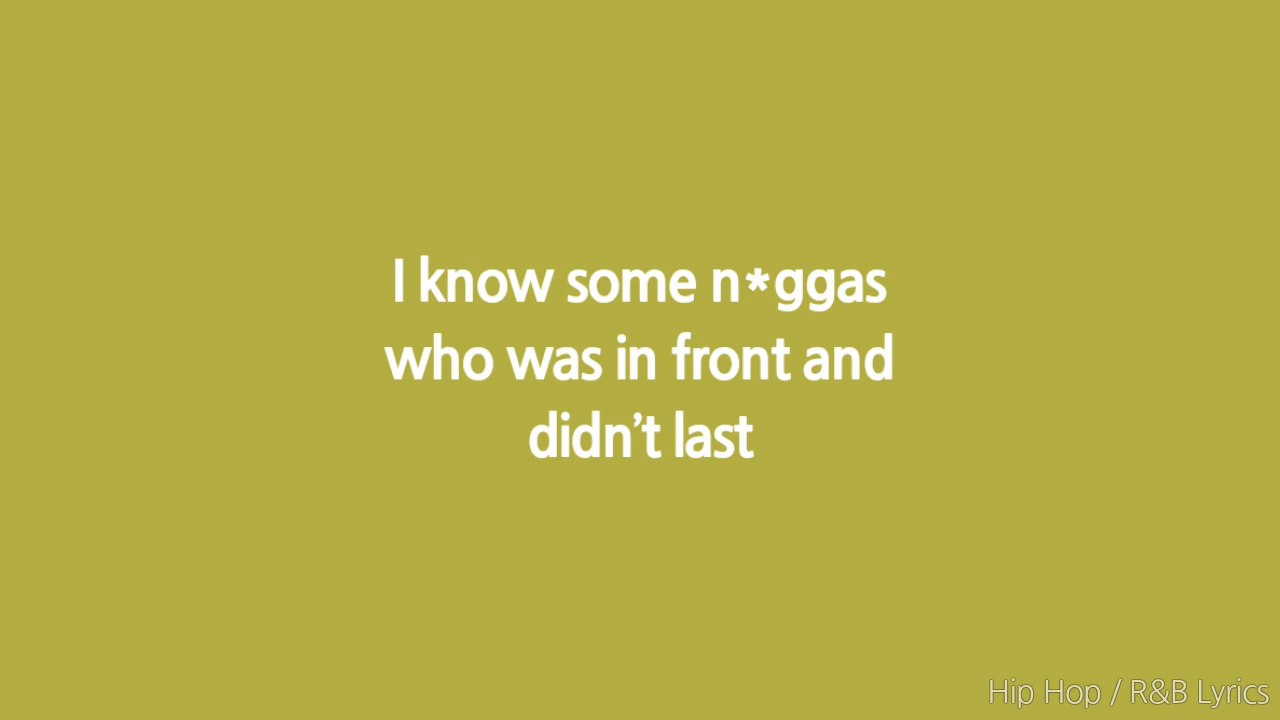 I know some n*ggas
who was in front and
didn’t last
Hip Hop / R&B Lyrics